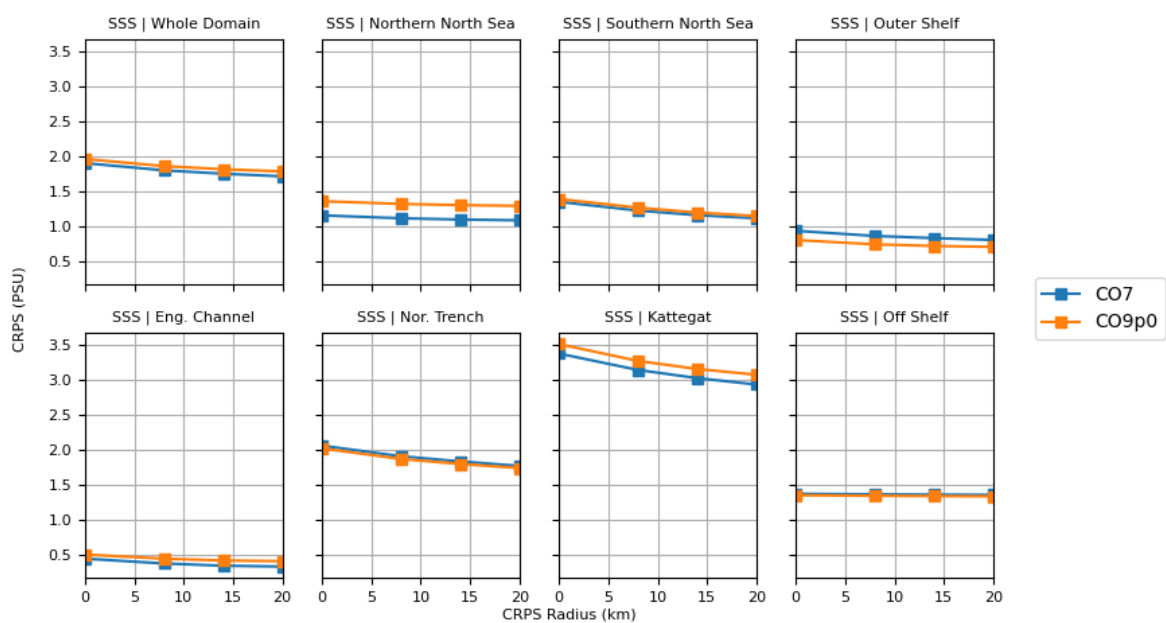 SSS | Whole Domain
SSS | Northern North Sea
SSS | Southern North Sea
SSS | Outer Shelf
3.5
3.0
2.5
2.0
1.5
1.0
0.5
CRPS (PSU)
CO7
CO9p0
SSS | Eng. Channel
SSS | Nor. Trench
SSS | Kattegat
SSS | Off Shelf
3.5
3.0
2.5
2.0
1.5
1.0
0.5
0 5 10 15 20
0 5 10 15 20
0 5 10 15 20
0 5 10 15 20
CRPS Radius (km)